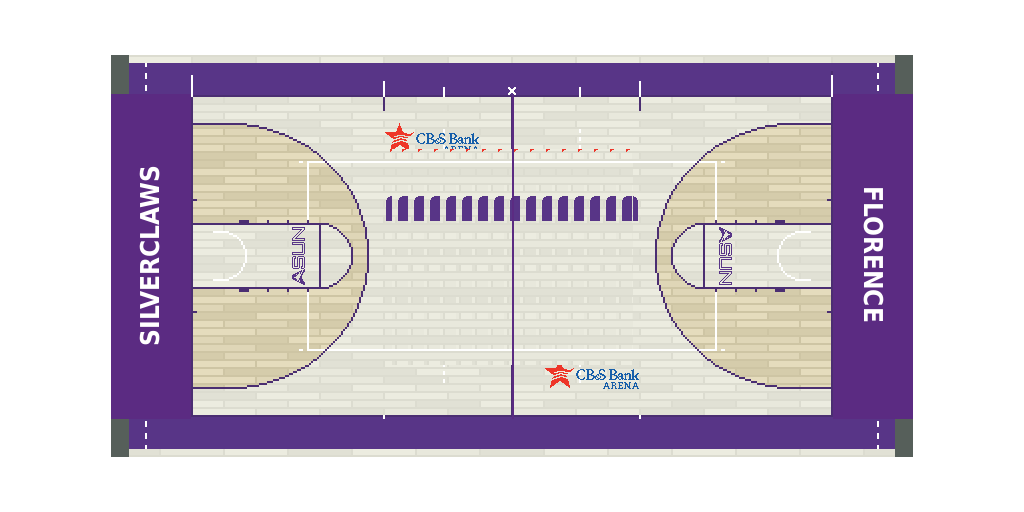 CB&S Bank
ARENA
SILVERCLAWS
ASUN
ASUN
FLORENCE
CB&S Bank
ARENA